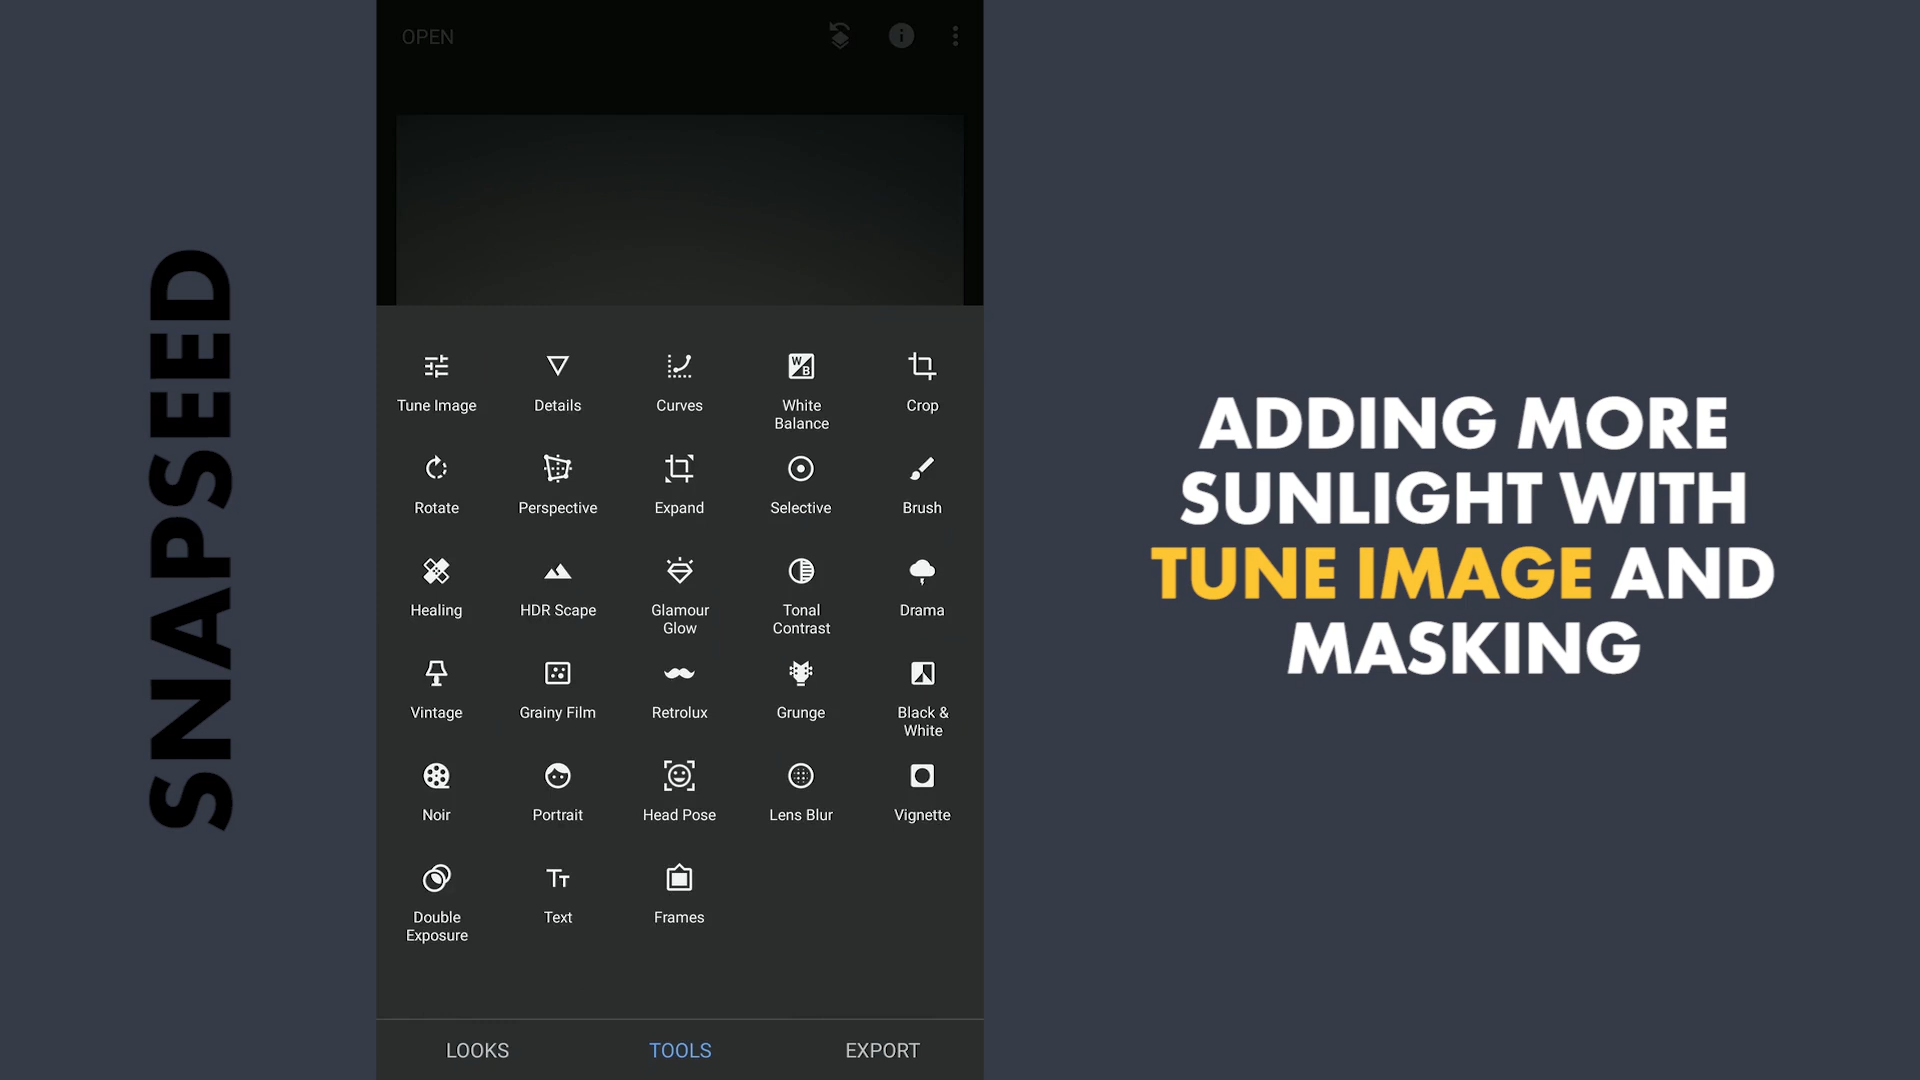 SNAPSEED
OPEN
Tune Image
Details
Curves
White
Balance
Crop
Rotate
Perspective
Expand
Selective
Brush
Healing
HDR Scape
Glamour
Glow
Tonal
Contrast
Drama
Vintage
Grainy Film
Retrolux
Grunge
Black &
White
Noir
Portrait
Head Pose
Lens Blur
Vignette
Double
Exposure
Text
Frames
LOOKS
TOOLS
EXPORT
ADDING MORE
SUNLIGHT WITH
TUNE IMAGE AND
MASKING